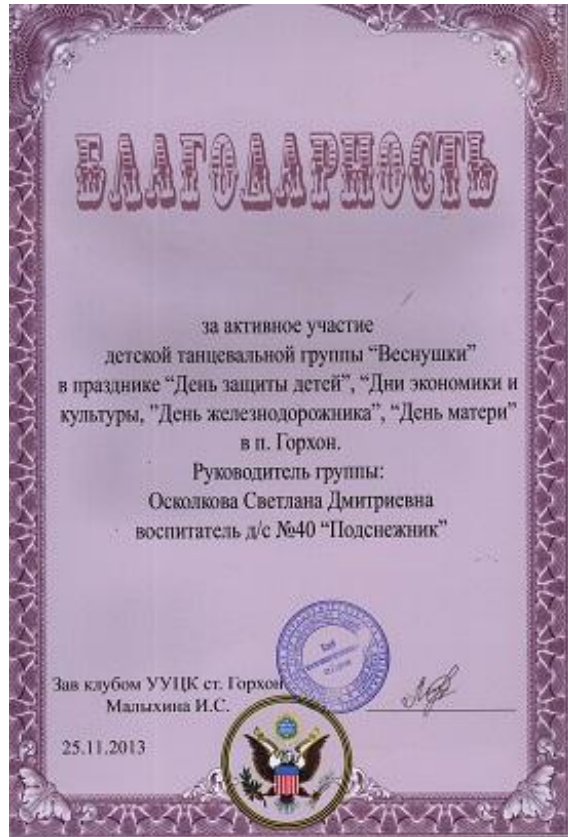 БЛАГОДАРНОСТЬ
за активное участие
детской танцевальной группы “Веснушки”
в празднике “День защиты детей”, “Дни экономики и
культуры, ”День железнодорожника”, “День матери”
в п. Горхон.
Руководитель группы:
Осколкова Светлана Дмитриевна
воспитатель д/с №40 “Подснежник”
Зав клубом УУЦК ст. Горхон
Малыхина И.С.
25.11.2013